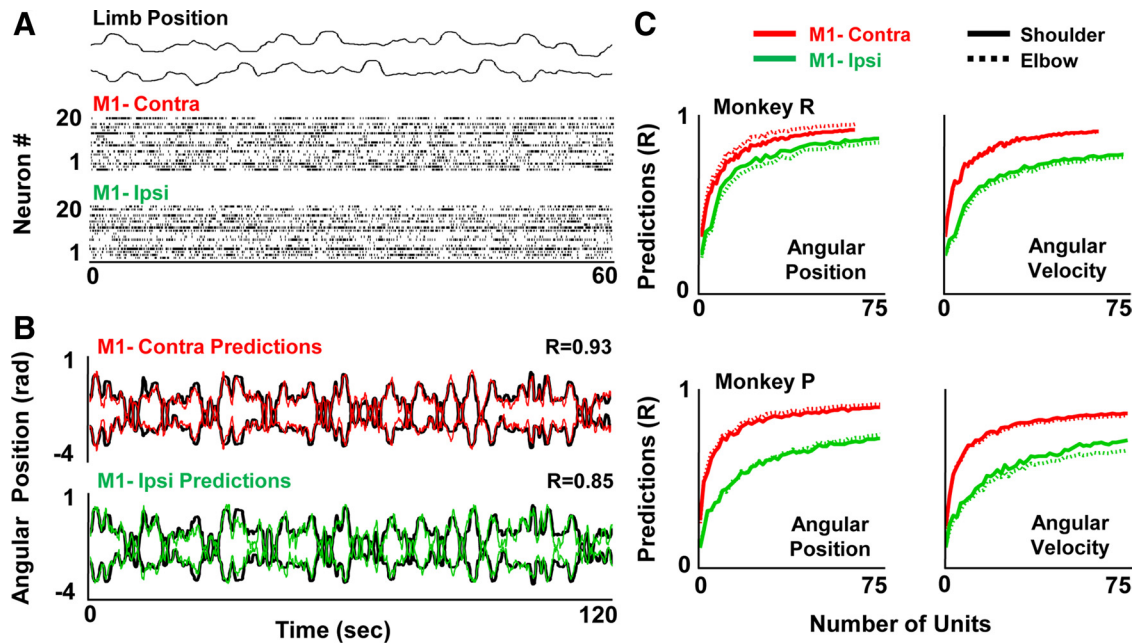 A
Limb Position
M1- Contra
20
1
Neuron #
M1- Ipsi
20
1
0
60
B
M1- Contra Predictions
R=0.93
1
-4
Angular Position (rad)
M1- Ipsi Predictions
R=0.85
1
-4
0
120
Time (sec)
C
M1- Contra
M1- Ipsi
Shoulder
Elbow
Monkey R
1
Predictions (R)
0
Angular
Position
0
75
Angular
Velocity
0
75
Monkey P
1
Predictions (R)
0
Angular
Position
0
75
Angular
Velocity
0
75
Number of Units